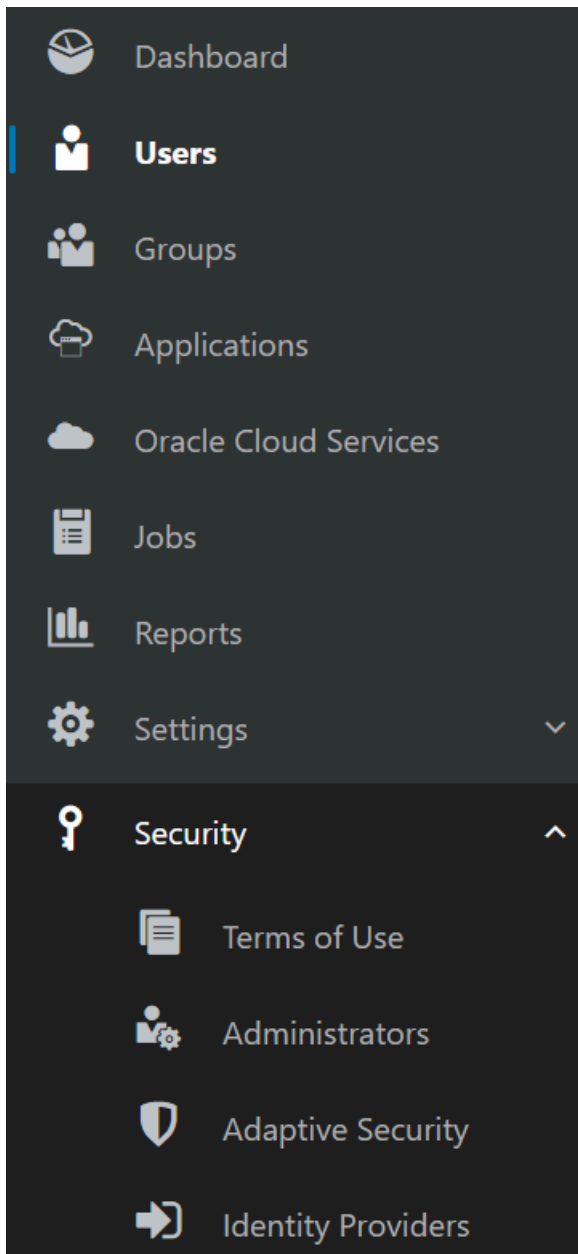 Dashboard
Users
Groups
Applications
Oracle Cloud Services
Jobs
Reports
Settings
Security
Terms of Use
Administrators
Adaptive Security
Identity Providers